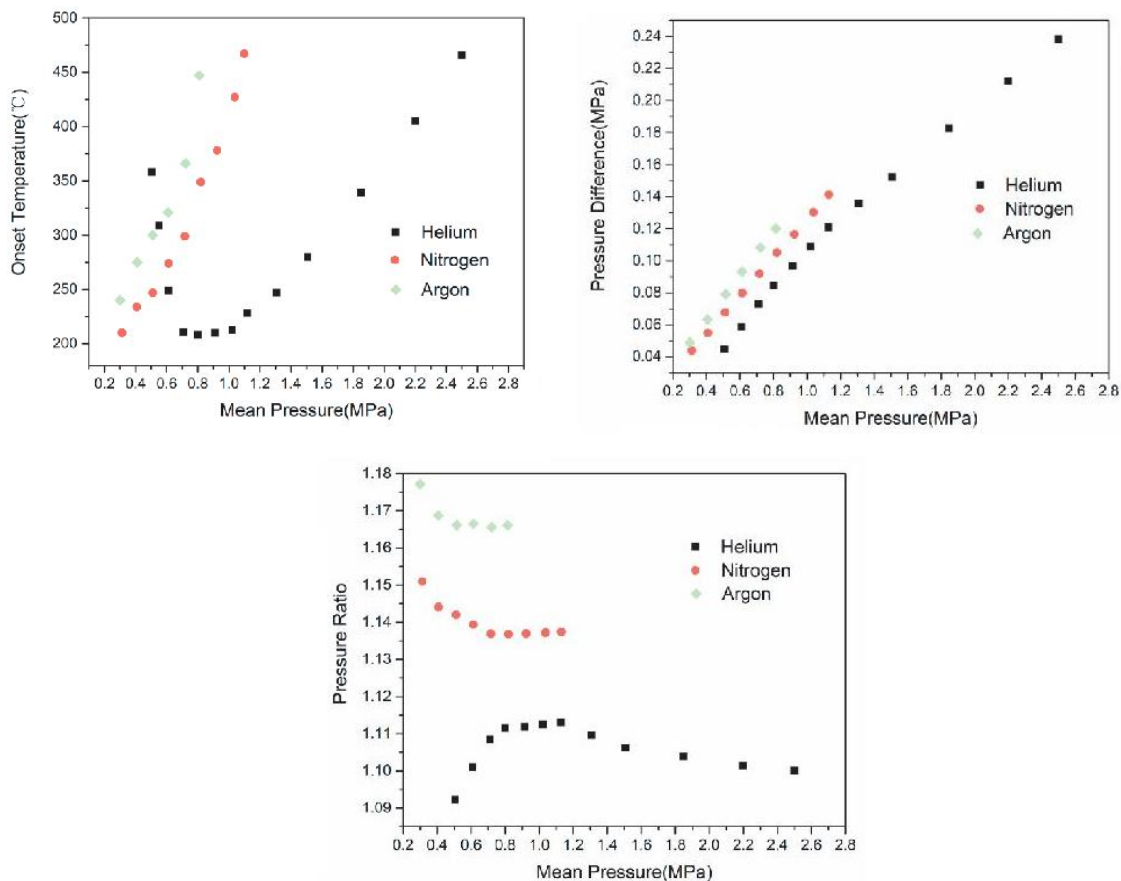 500
450
400
350
300
250
200
Onset Temperature(℃)
Helium
Nitrogen
Argon
0.2 0.4 0.6 0.8 1.0 1.2 1.4 1.6 1.8 2.0 2.2 2.4 2.6 2.8
Mean Pressure(MPa)
0.24
0.22
0.20
0.18
0.16
0.14
0.12
0.10
0.08
0.06
0.04
Pressure Difference(MPa)
Helium
Nitrogen
Argon
0.2 0.4 0.6 0.8 1.0 1.2 1.4 1.6 1.8 2.0 2.2 2.4 2.6 2.8
Mean Pressure(MPa)
1.18
1.17
1.16
1.15
1.14
1.13
1.12
1.11
1.10
1.09
Pressure Ratio
Helium
Nitrogen
Argon
0.2 0.4 0.6 0.8 1.0 1.2 1.4 1.6 1.8 2.0 2.2 2.4 2.6 2.8
Mean Pressure(MPa)